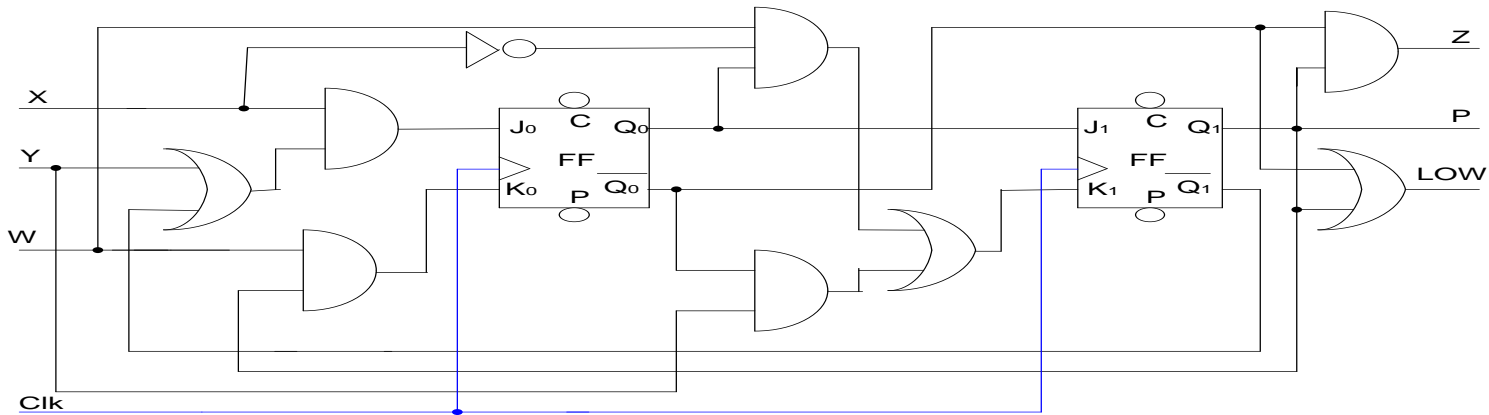 Z
X
J₀ C Q₀
J₁ C Q₁
P
Y
FF
FF
K₀ P Q₀
K₁ P Q₁
LOW
W
Clk